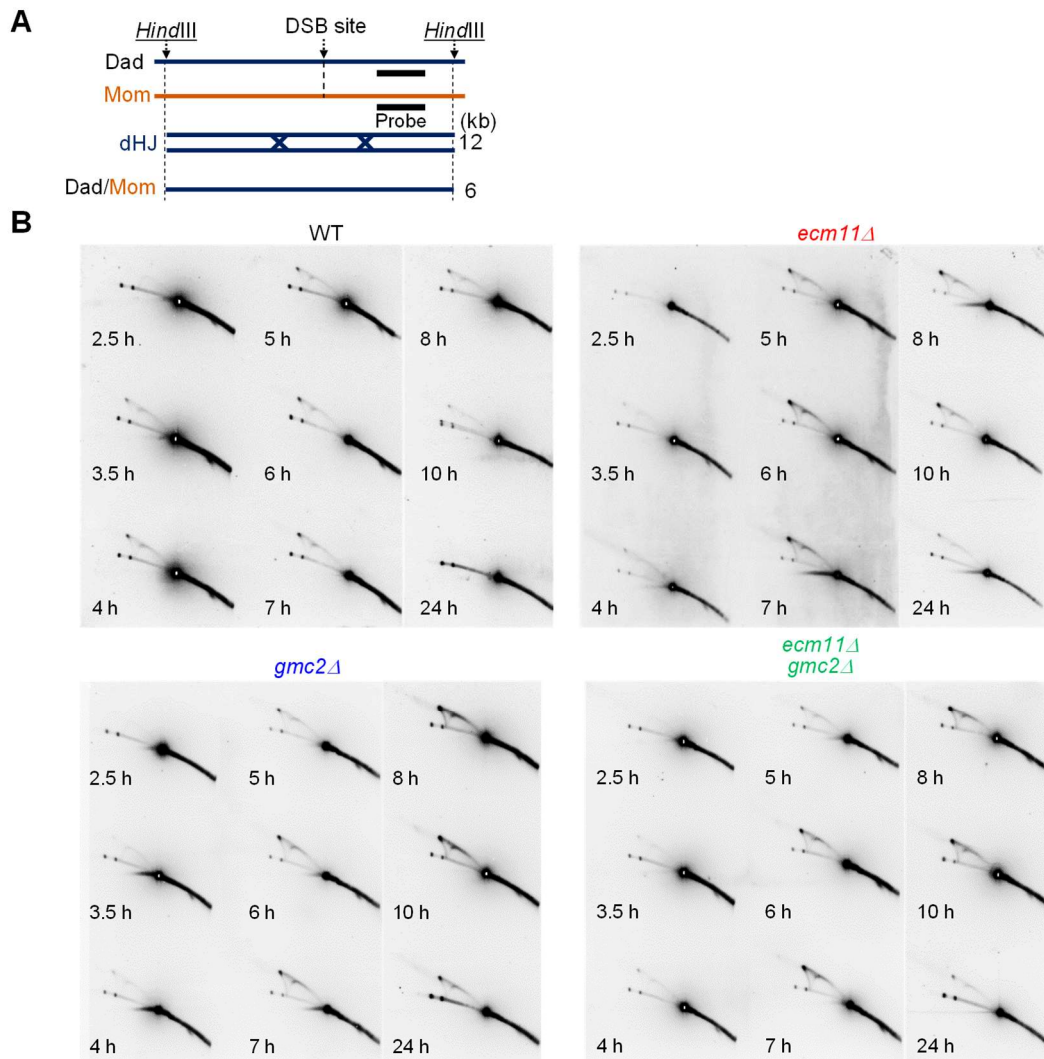 A
HindIII DSB site HindIII
Dad
Mom
Probe (kb)
dHJ 12
Dad/Mom 6
B
WT
2.5 h 5 h 8 h
3.5 h 6 h 10 h
4 h 7 h 24 h
ecm11Δ
2.5 h 5 h 8 h
3.5 h 6 h 10 h
4 h 7 h 24 h
gmc2Δ
2.5 h 5 h 8 h
3.5 h 6 h 10 h
4 h 7 h 24 h
ecm11Δ
gmc2Δ
2.5 h 5 h 8 h
3.5 h 6 h 10 h
4 h 7 h 24 h